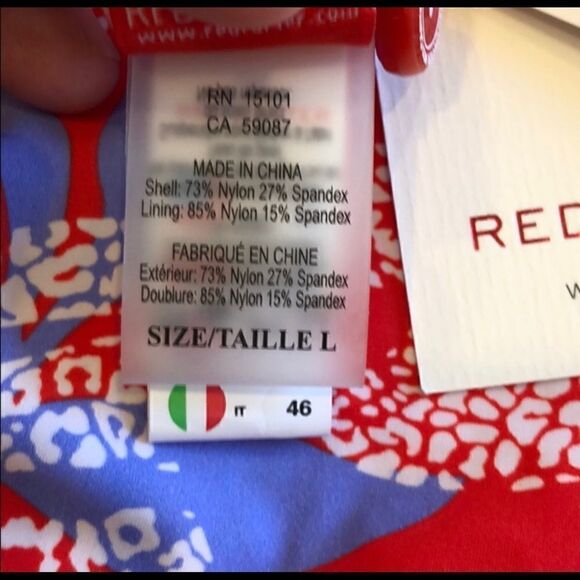 RED
RN 15101
CA 59087
MADE IN CHINA
Shell: 73% Nylon 27% Spandex
Lining: 85% Nylon 15% Spandex
FABRIQUÉ EN CHINE
Extérieur: 73% Nylon 27% Spandex
Doublure: 85% Nylon 15% Spandex
SIZE/TAILLE L
IT 46
RED
W